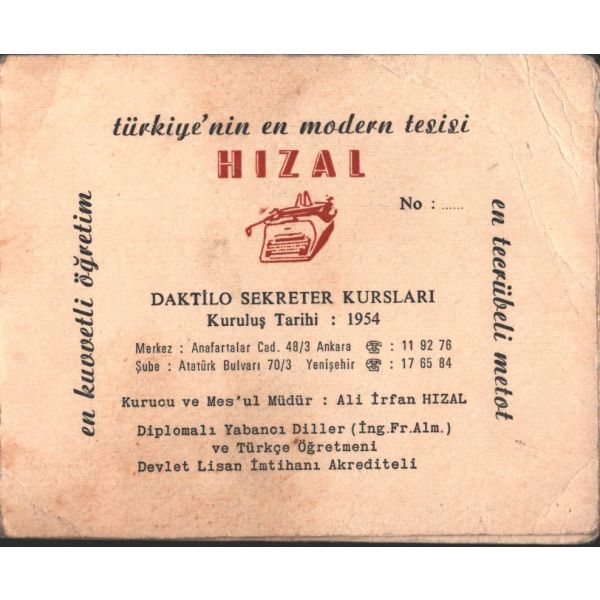 türkiye'nin en modern tesisi
HIZAL
No : ......
en kuvvetli öğretim
en tecrübeli metot
DAKTİLO SEKRETER KURSLARI
Kuruluş Tarihi : 1954
Merkez : Anafartalar Cad. 48/3 Ankara ☎ : 11 92 76
Şube : Atatürk Bulvarı 70/3 Yenişehir ☎ : 17 65 84
Kurucu ve Mes'ul Müdür : Ali İrfan HIZAL
Diplomalı Yabancı Diller (İng.Fr.Alm.)
ve Türkçe Öğretmeni
Devlet Lisan İmtihanı Akrediteli